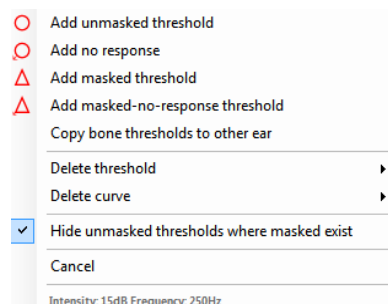 Add unmasked threshold
Add no response
Add masked threshold
Add masked-no-response threshold
Copy bone thresholds to other ear
Delete threshold
Delete curve
Hide unmasked thresholds where masked exist
Cancel
Intensity: 15dB Frequency: 250Hz